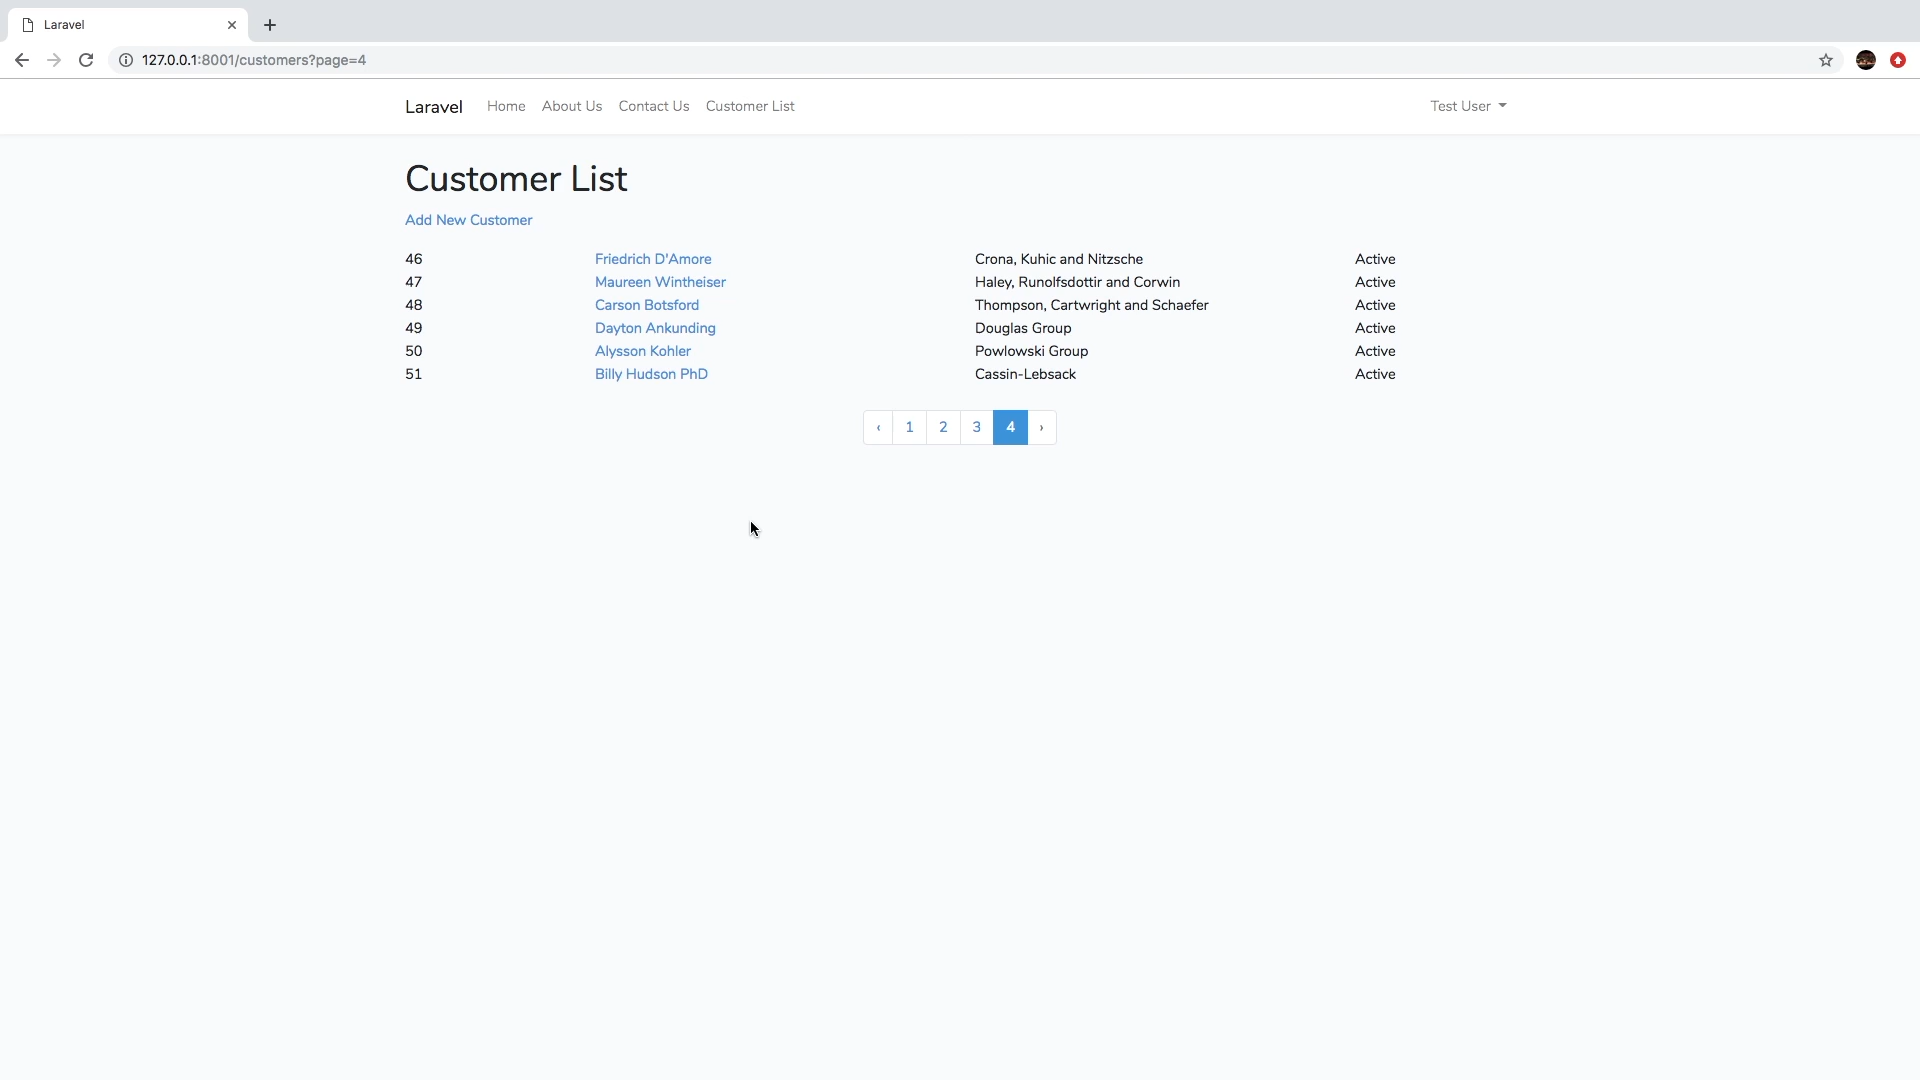 Laravel
127.0.0.1:8001/customers?page=4
Laravel Home About Us Contact Us Customer List Test User
Customer List
Add New Customer
46 Friedrich D'Amore Crona, Kuhic and Nitzsche Active
47 Maureen Wintheiser Haley, Runolfsdottir and Corwin Active
48 Carson Botsford Thompson, Cartwright and Schaefer Active
49 Dayton Ankunding Douglas Group Active
50 Alysson Kohler Powlowski Group Active
51 Billy Hudson PhD Cassin-Lebsack Active
‹ 1 2 3 4 ›